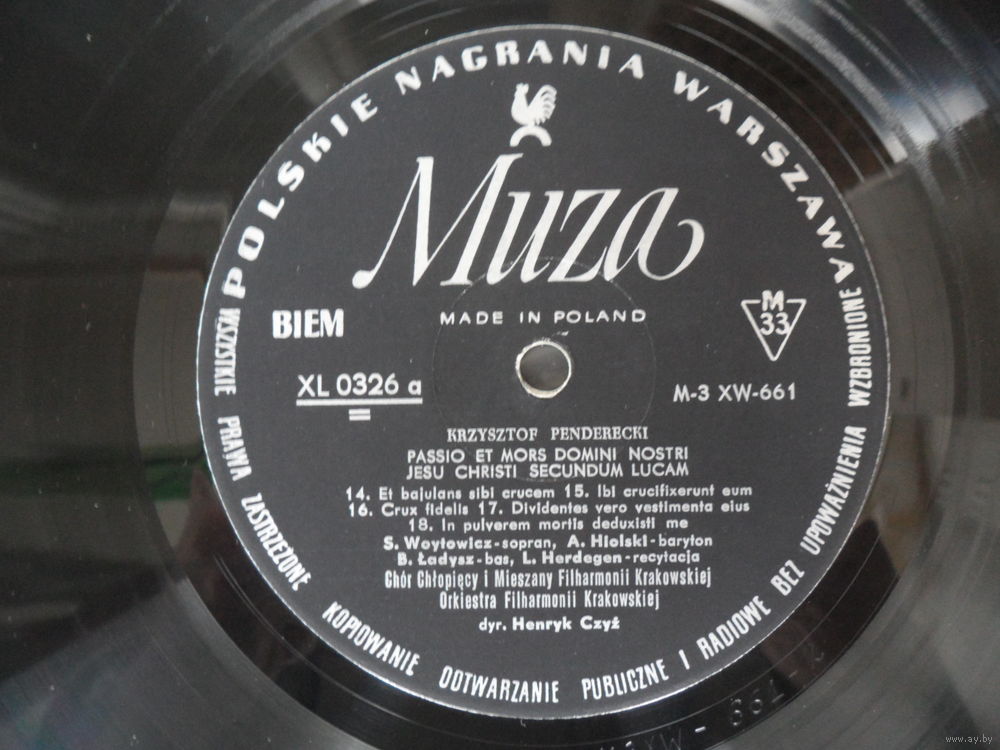 POLSKIE NAGRANIA WARSZAWA
Muza
MADE IN POLAND
BIEM
M
33
XL 0326 a
M-3 XW-661
KRZYSZTOF PENDERECKI
PASSIO ET MORS DOMINI NOSTRI
JESU CHRISTI SECUNDUM LUCAM
14. Et bajulans sibi crucem 15. Ibi crucifixerunt eum
16. Crux fidelis 17. Dividentes vero vestimenta eius
18. In pulverem mortis deduxisti me
S. Woytowicz-sopran, A. Hiolski-baryton
B. Ładysz-bas, L. Herdegen-recytacja
Chór Chłopięcy i Mieszany Filharmonii Krakowskiej
Orkiestra Filharmonii Krakowskiej
dyr. Henryk Czyż
WSZYSTKIE PRAWA ZASTRZEŻONE KOPIOWANIE ODTWARZANIE PUBLICZNE I RADIOWE BEZ UPOWAŻNIENIA WZBRONIONE
www.ay.by